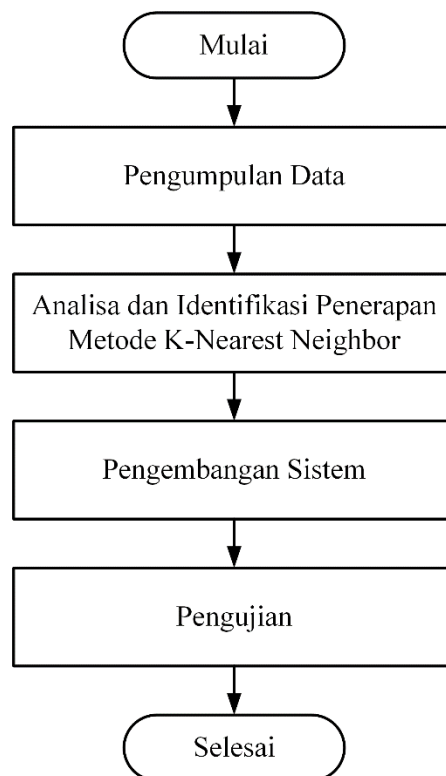 Mulai
Pengumpulan Data
Analisa dan Identifikasi Penerapan
Metode K-Nearest Neighbor
Pengembangan Sistem
Pengujian
Selesai